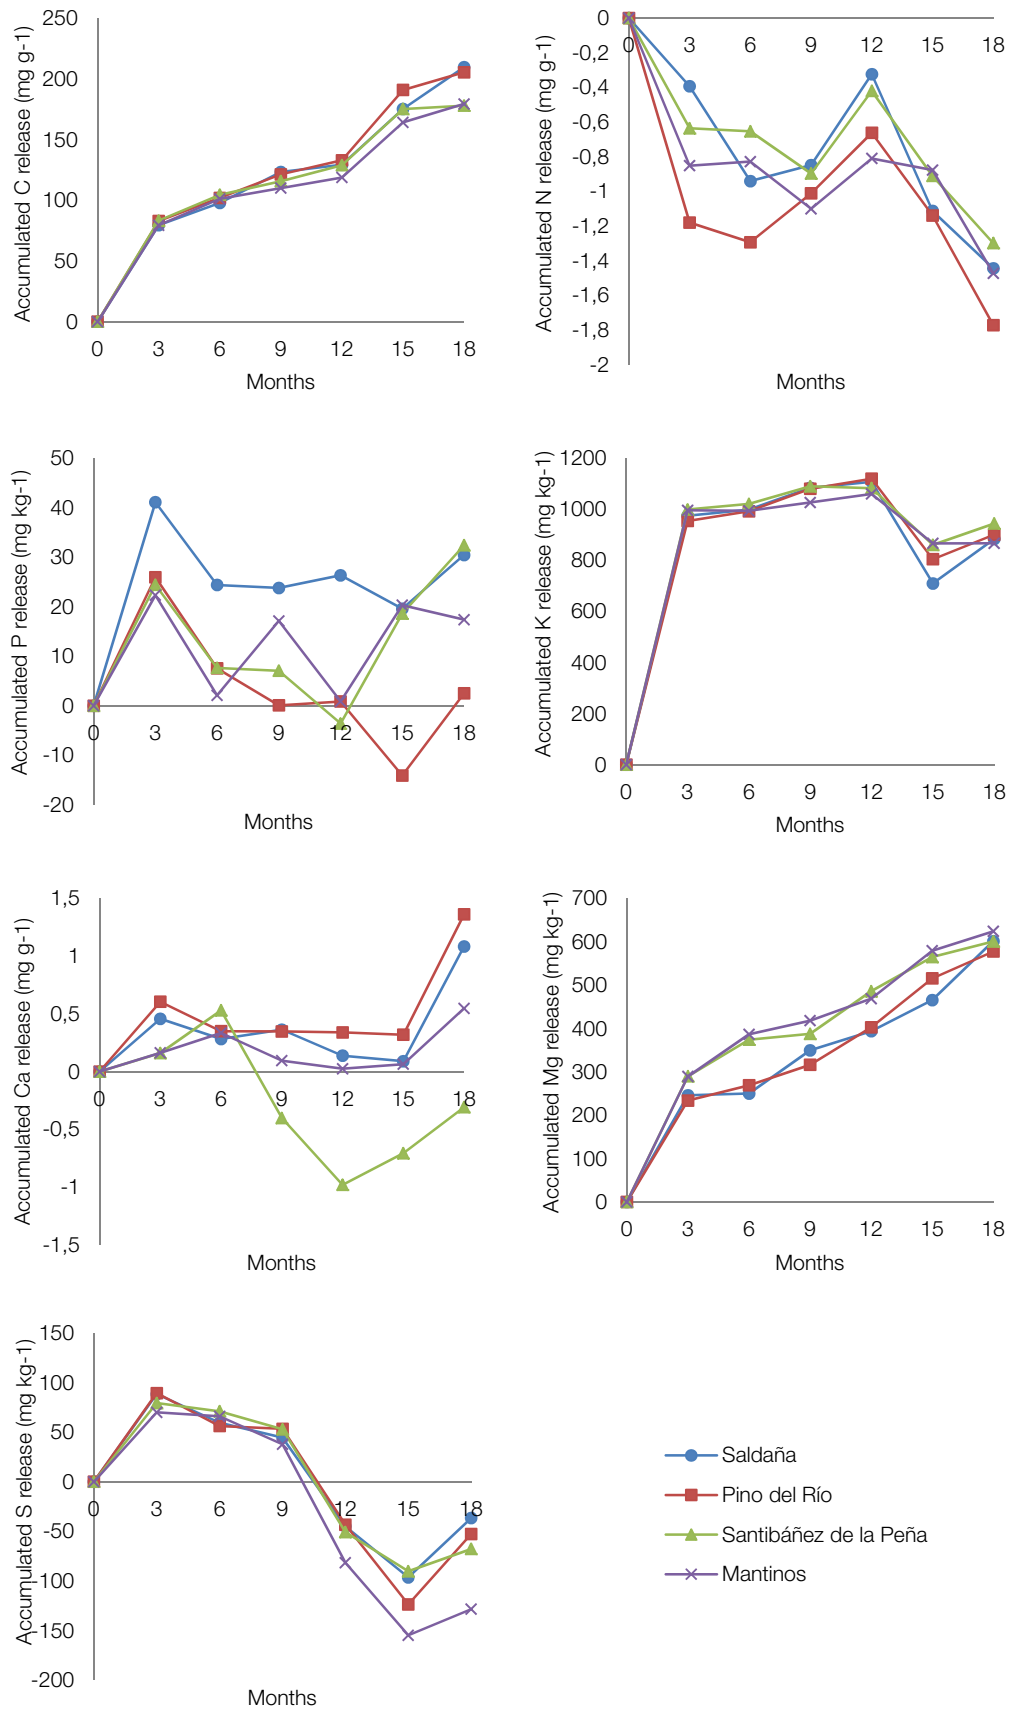 Accumulated C release (mg g-1)
250
200
150
100
50
0
0 3 6 9 12 15 18
Months
Accumulated N release (mg g-1)
0
-0,2
-0,4
-0,6
-0,8
-1
-1,2
-1,4
-1,6
-1,8
-2
0 3 6 9 12 15 18
Months
Accumulated P release (mg kg-1)
50
40
30
20
10
0
-10
-20
0 3 6 9 12 15 18
Months
Accumulated K release (mg kg-1)
1200
1000
800
600
400
200
0
0 3 6 9 12 15 18
Months
Accumulated Ca release (mg g-1)
1,5
1
0,5
0
-0,5
-1
-1,5
0 3 6 9 12 15 18
Months
Accumulated Mg release (mg kg-1)
700
600
500
400
300
200
100
0
0 3 6 9 12 15 18
Months
Accumulated S release (mg kg-1)
150
100
50
0
-50
-100
-150
-200
0 3 6 9 12 15 18
Months
Saldaña
Pino del Río
Santibáñez de la Peña
Mantinos